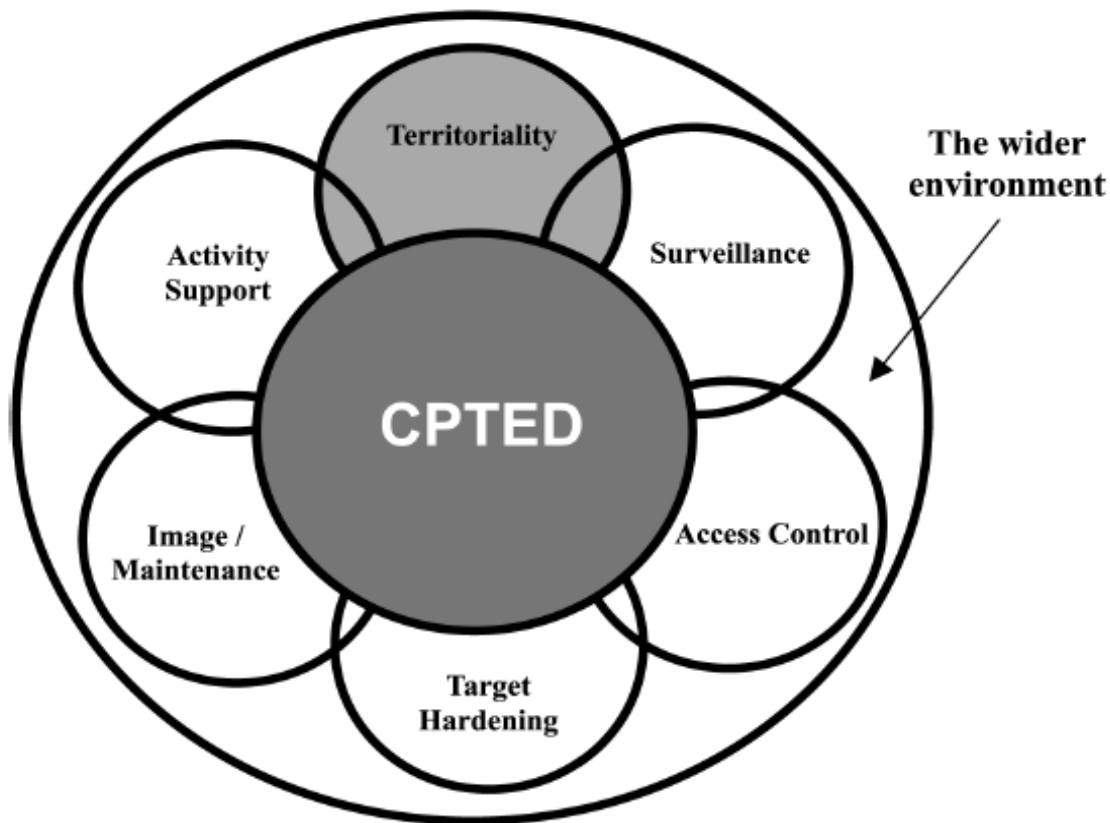 Territoriality
The wider
environment
Activity
Support
Surveillance
CPTED
Image /
Maintenance
Access Control
Target
Hardening